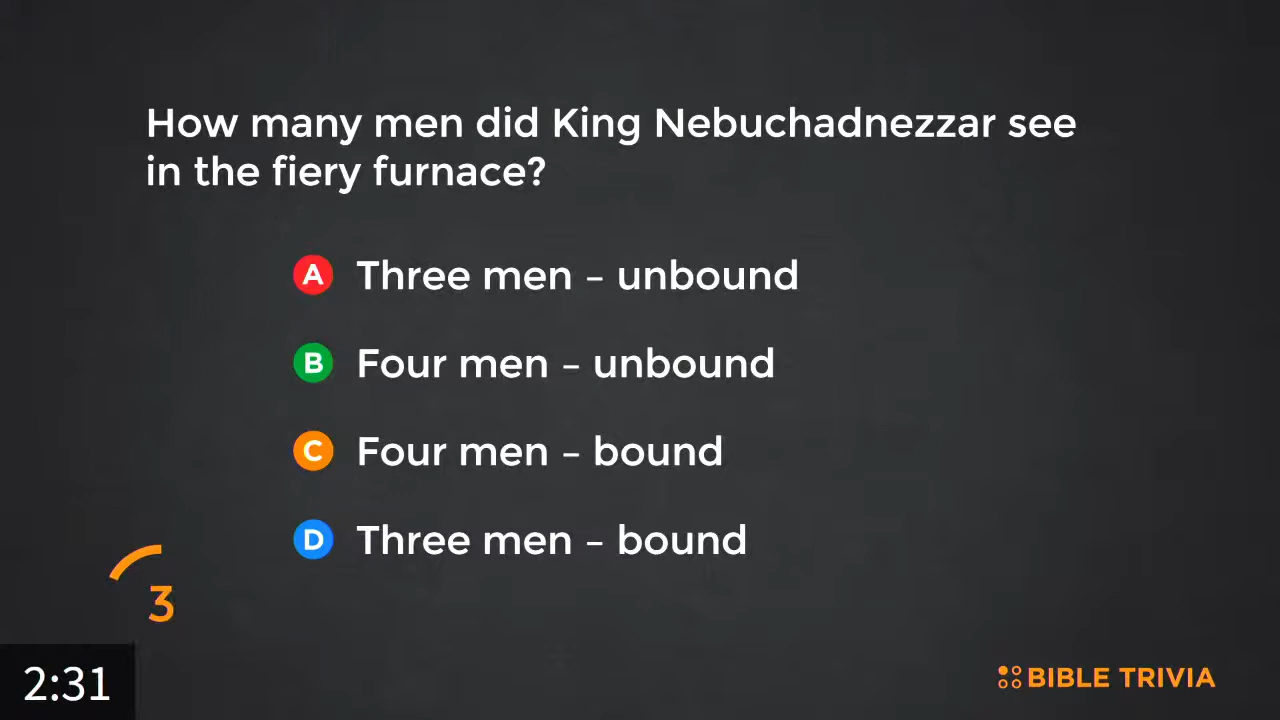 How many men did King Nebuchadnezzar see
in the fiery furnace?
A Three men – unbound
B Four men – unbound
C Four men – bound
D Three men – bound
3
2:31
BIBLE TRIVIA